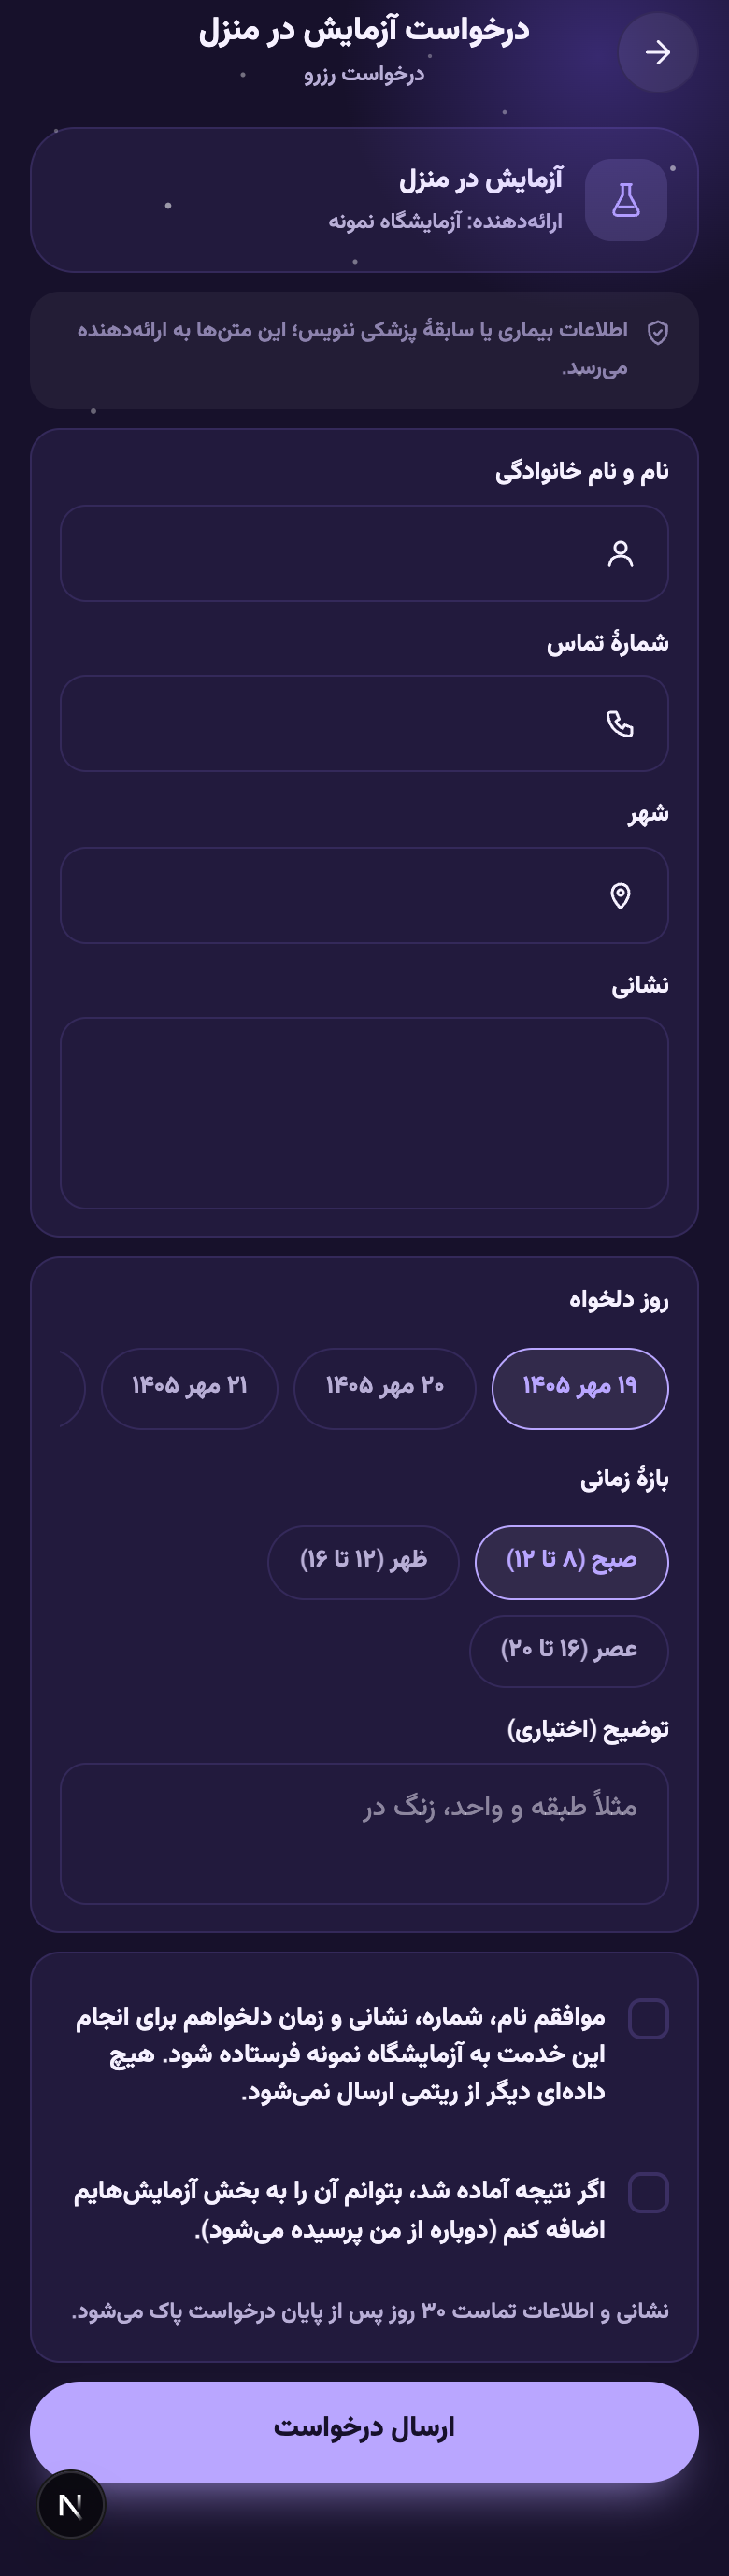 درخواست آزمایش در منزل
درخواست رزرو
آزمایش در منزل
ارائه‌دهنده: آزمایشگاه نمونه
اطلاعات بیماری یا سابقهٔ پزشکی ننویس؛ این متن‌ها به ارائه‌دهنده
می‌رسد.
نام و نام خانوادگی
شمارهٔ تماس
شهر
نشانی
روز دلخواه
۱۹ مهر ۱۴۰۵
۲۰ مهر ۱۴۰۵
۲۱ مهر ۱۴۰۵
بازهٔ زمانی
صبح (۸ تا ۱۲)
ظهر (۱۲ تا ۱۶)
عصر (۱۶ تا ۲۰)
توضیح (اختیاری)
مثلاً طبقه و واحد، زنگ در
موافقم نام، شماره، نشانی و زمان دلخواهم برای انجام
این خدمت به آزمایشگاه نمونه فرستاده شود. هیچ
داده‌ای دیگر از ریتمی ارسال نمی‌شود.
اگر نتیجه آماده شد، بتوانم آن را به بخش آزمایش‌هایم
اضافه کنم (دوباره از من پرسیده می‌شود).
نشانی و اطلاعات تماست ۳۰ روز پس از پایان درخواست پاک می‌شود.
ارسال درخواست
N